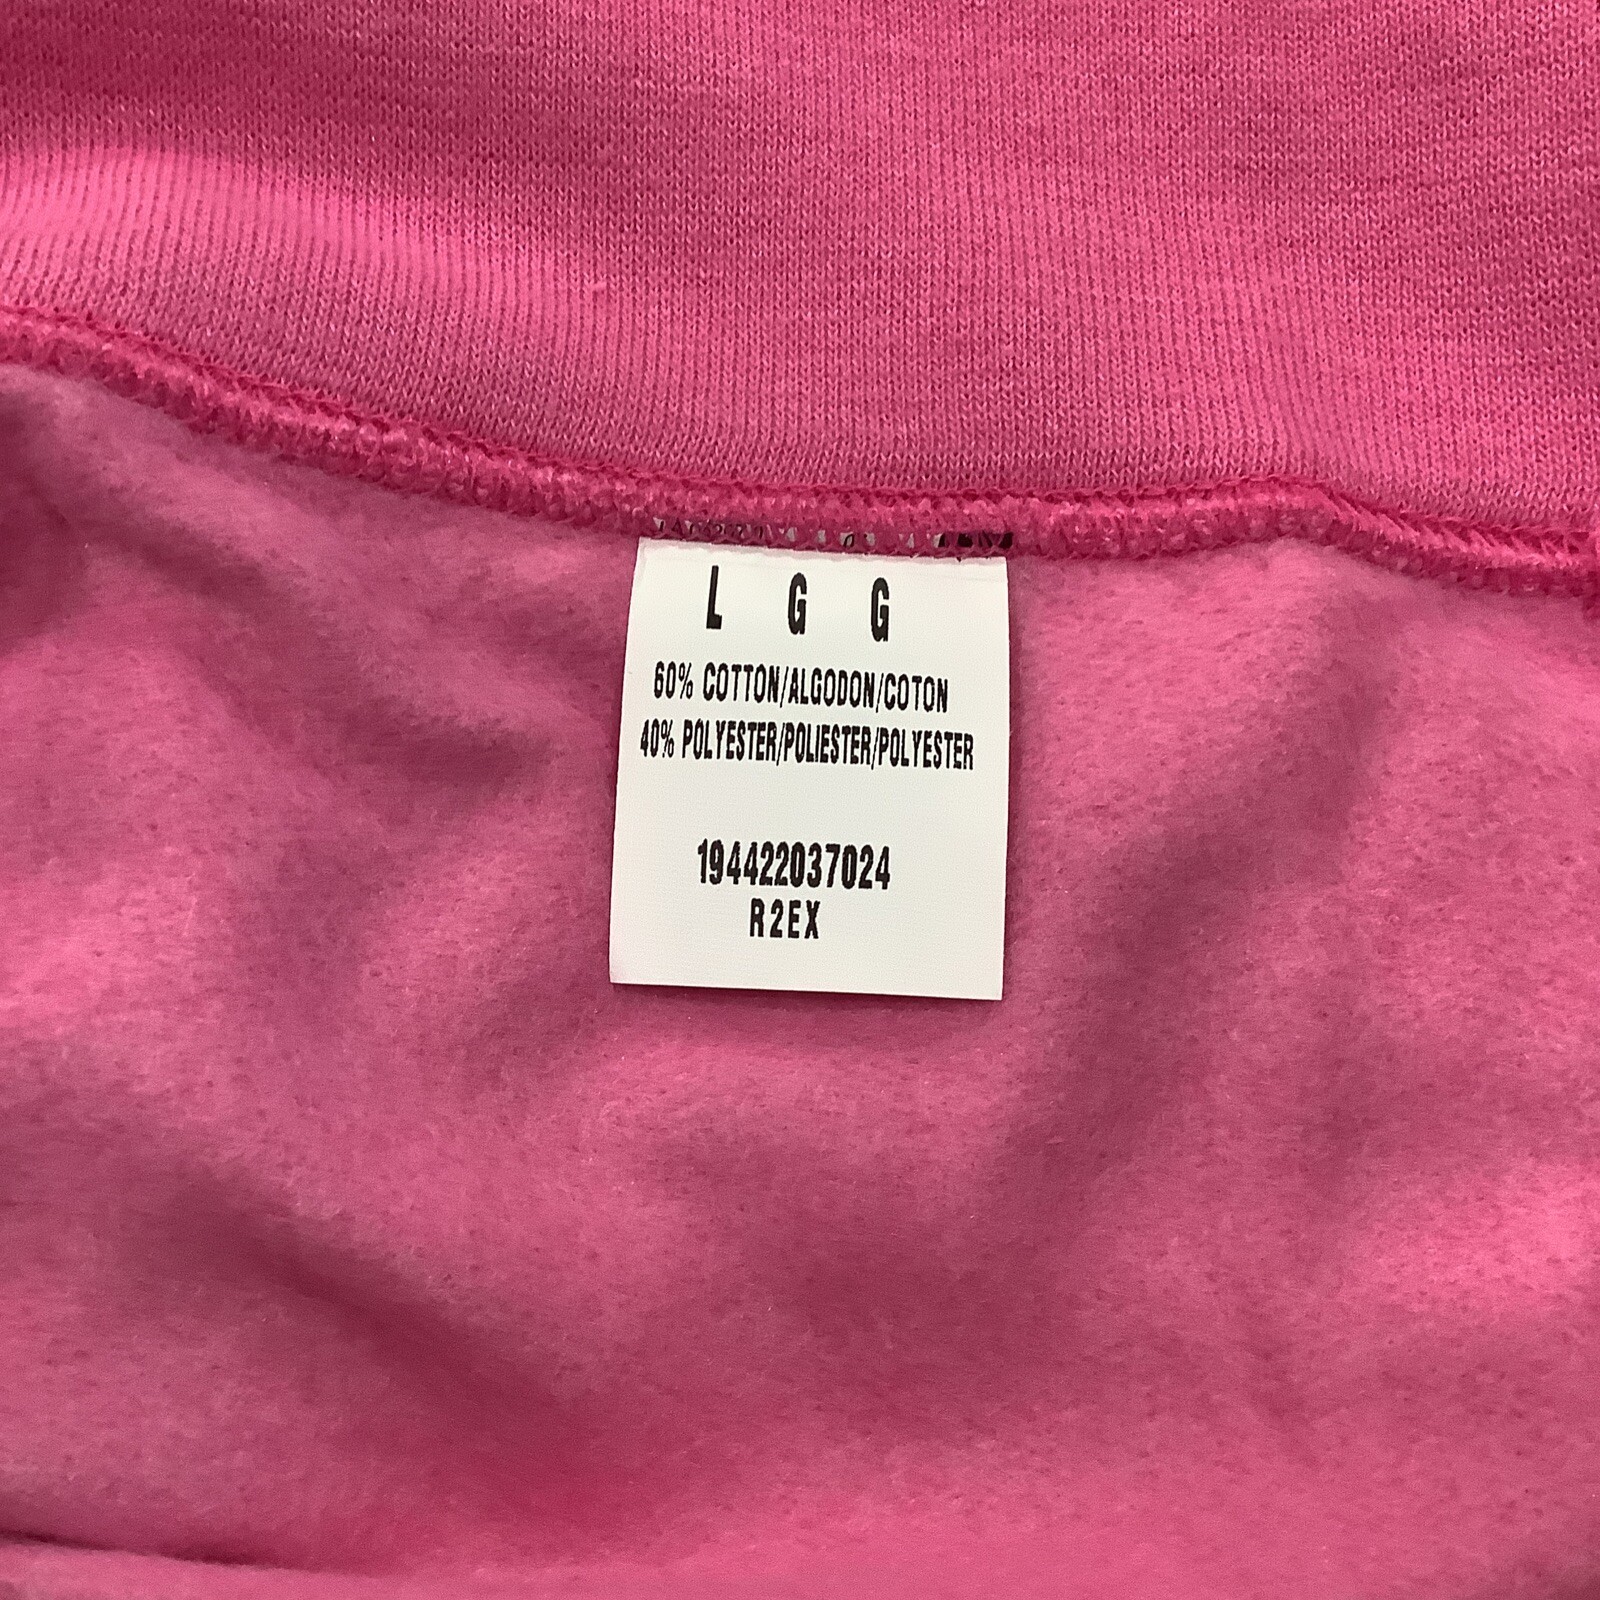 L G G
60% COTTON/ALGODON/COTON
40% POLYESTER/POLIESTER/POLYESTER
194422037024
R2EX